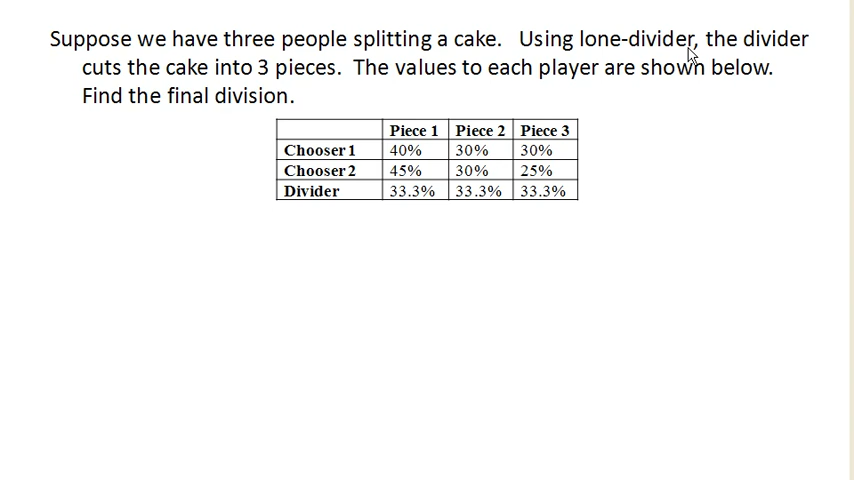 Suppose we have three people splitting a cake. Using lone-divider, the divider
cuts the cake into 3 pieces. The values to each player are shown below.
Find the final division.
Piece 1 Piece 2 Piece 3
Chooser 1 40% 30% 30%
Chooser 2 45% 30% 25%
Divider 33.3% 33.3% 33.3%